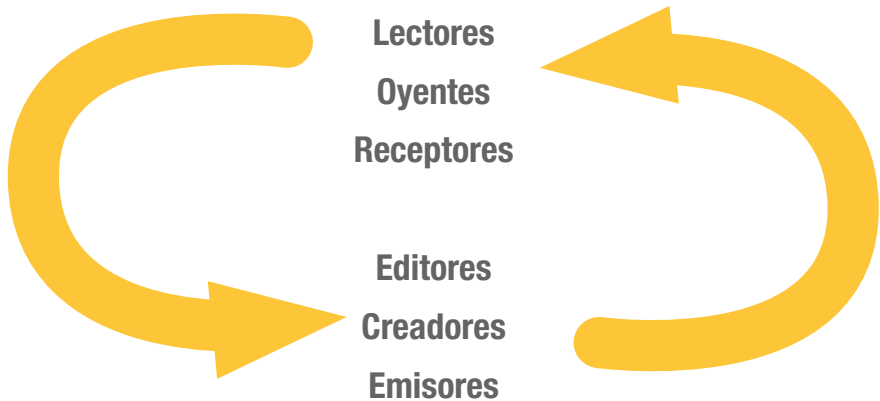 Lectores
Oyentes
Receptores
Editores
Creadores
Emisores